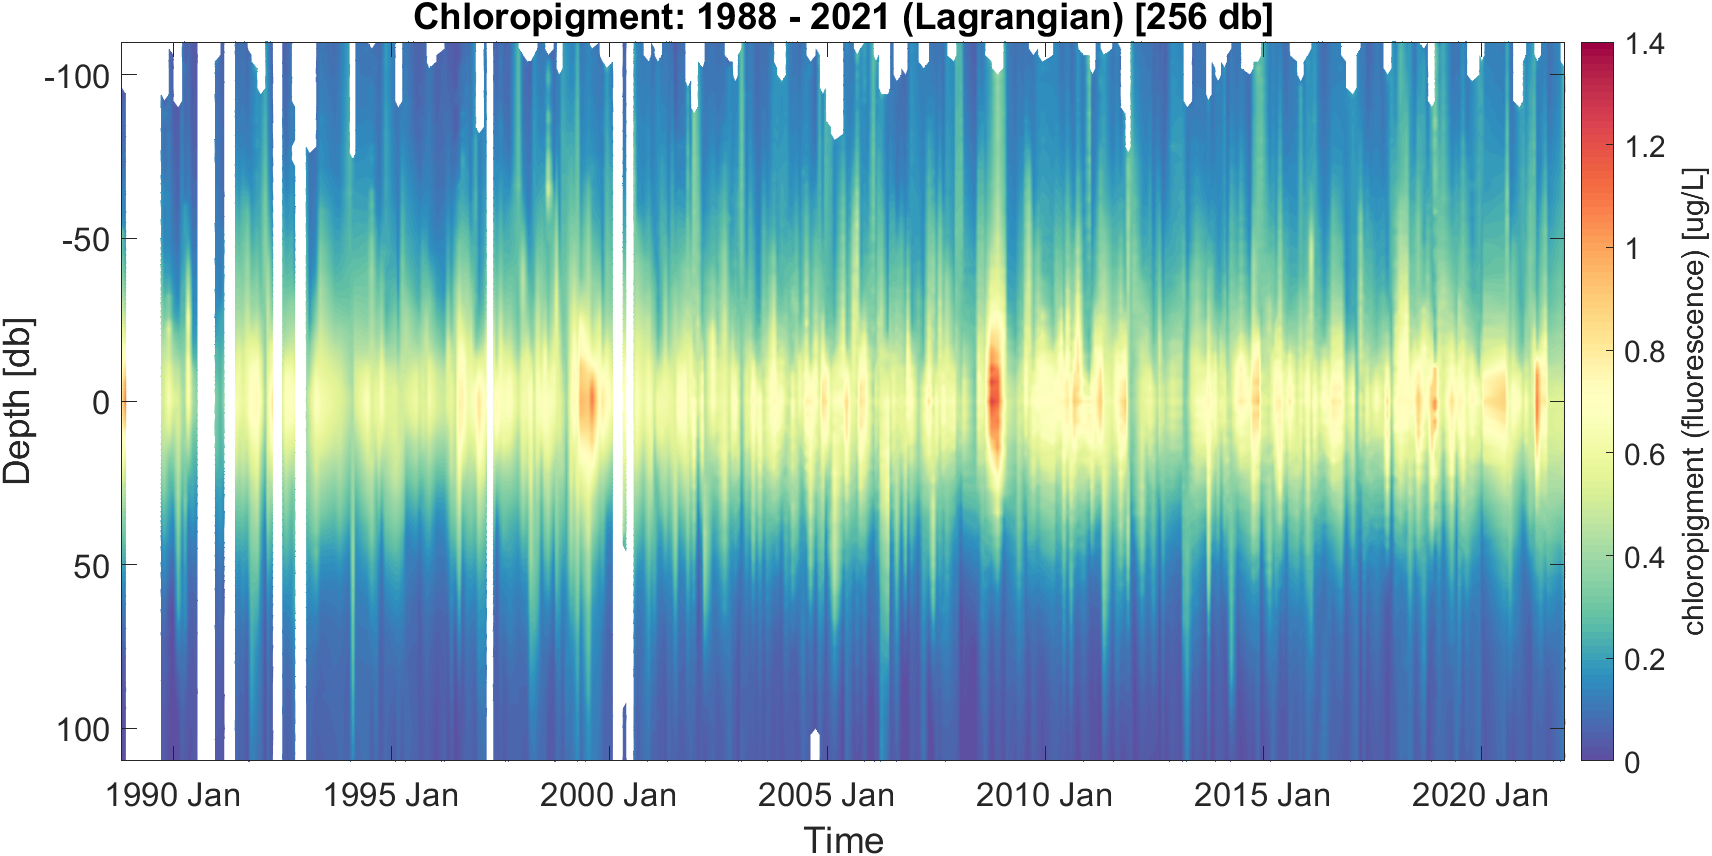 Chloropigment: 1988 - 2021 (Lagrangian) [256 db]
-100
-50
0
50
100
Depth [db]
1990 Jan
1995 Jan
2000 Jan
2005 Jan
2010 Jan
2015 Jan
2020 Jan
Time
1.4
1.2
1
0.8
0.6
0.4
0.2
0
chloropigment (fluorescence) [ug/L]